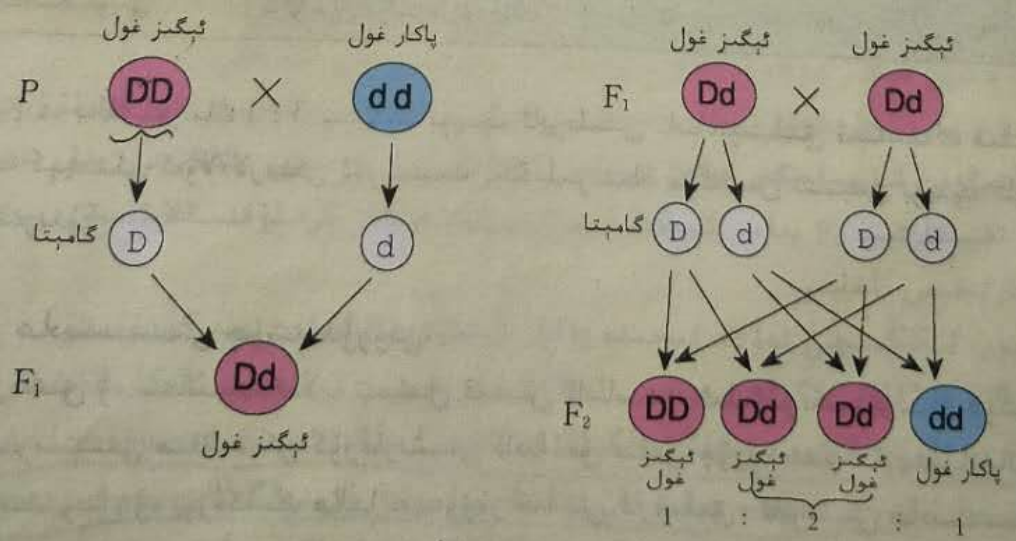 ئېگىز غول پاكار غول
P DD × dd
گامېتا D d
F₁ Dd
ئېگىز غول
ئېگىز غول ئېگىز غول
F₁ Dd × Dd
گامېتا D d D d
F₂ DD Dd Dd dd
ئېگىز غول ئېگىز غول ئېگىز غول پاكار غول
1 : 2 : 1